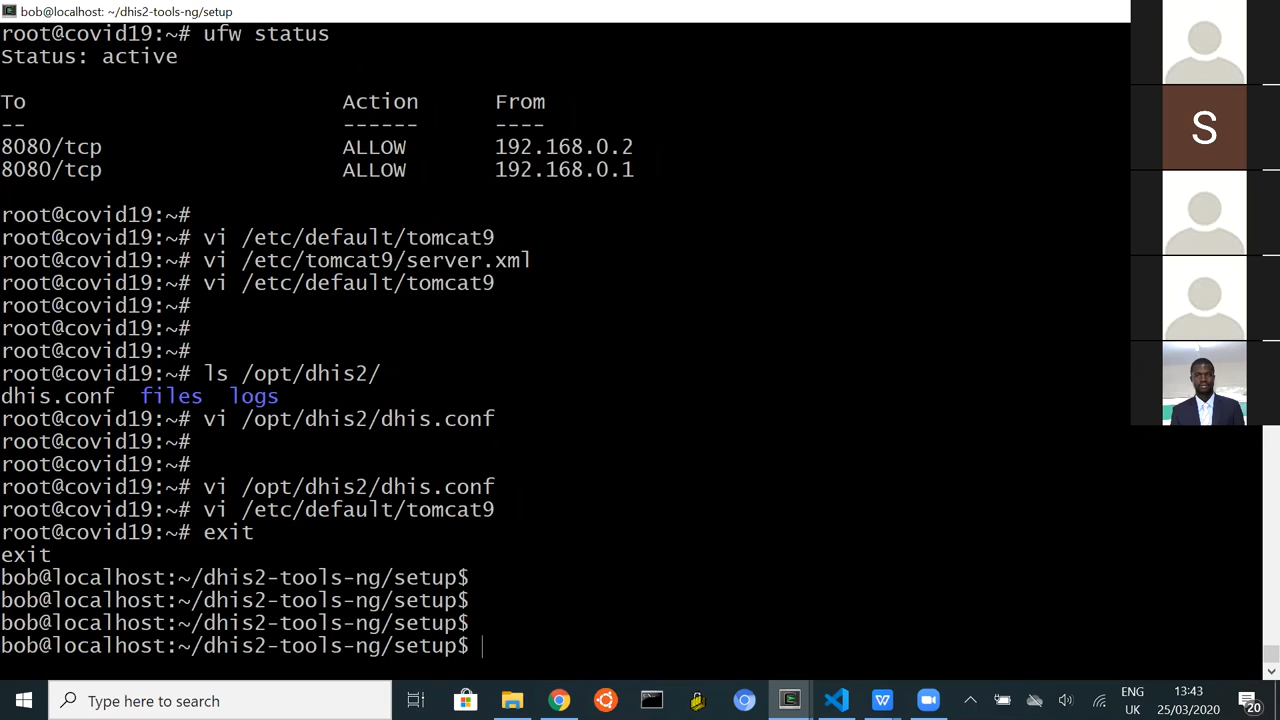 bob@localhost: ~/dhis2-tools-ng/setup
root@covid19:~# ufw status
Status: active
To Action From
-- ------ ----
8080/tcp ALLOW 192.168.0.2
8080/tcp ALLOW 192.168.0.1
root@covid19:~#
root@covid19:~# vi /etc/default/tomcat9
root@covid19:~# vi /etc/tomcat9/server.xml
root@covid19:~# vi /etc/default/tomcat9
root@covid19:~#
root@covid19:~#
root@covid19:~#
root@covid19:~# ls /opt/dhis2/
dhis.conf files logs
root@covid19:~# vi /opt/dhis2/dhis.conf
root@covid19:~#
root@covid19:~#
root@covid19:~# vi /opt/dhis2/dhis.conf
root@covid19:~# vi /etc/default/tomcat9
root@covid19:~# exit
exit
bob@localhost:~/dhis2-tools-ng/setup$
bob@localhost:~/dhis2-tools-ng/setup$
bob@localhost:~/dhis2-tools-ng/setup$
bob@localhost:~/dhis2-tools-ng/setup$
S
Type here to search
ENG
UK
13:43
25/03/2020
20